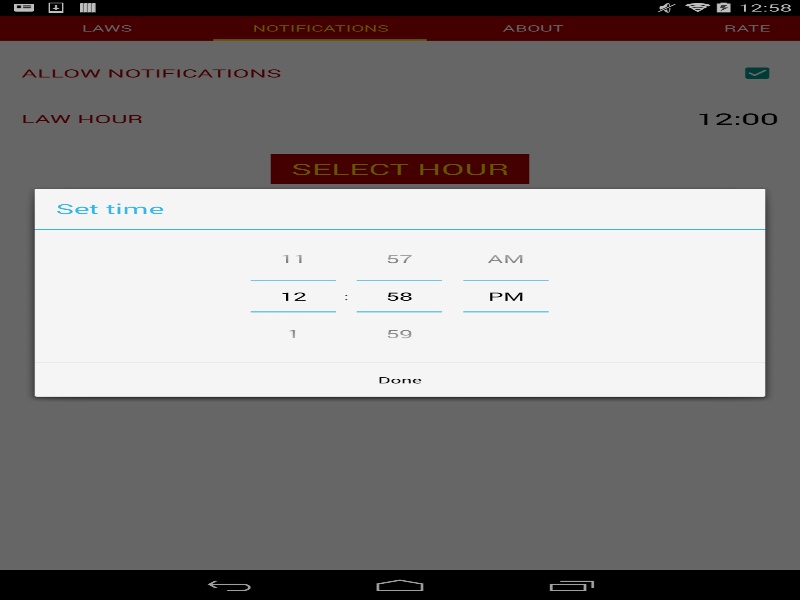 12:58
LAWS NOTIFICATIONS ABOUT RATE
ALLOW NOTIFICATIONS
LAW HOUR 12:00
SELECT HOUR
Set time
11 57 AM
12 : 58 PM
1 59
Done